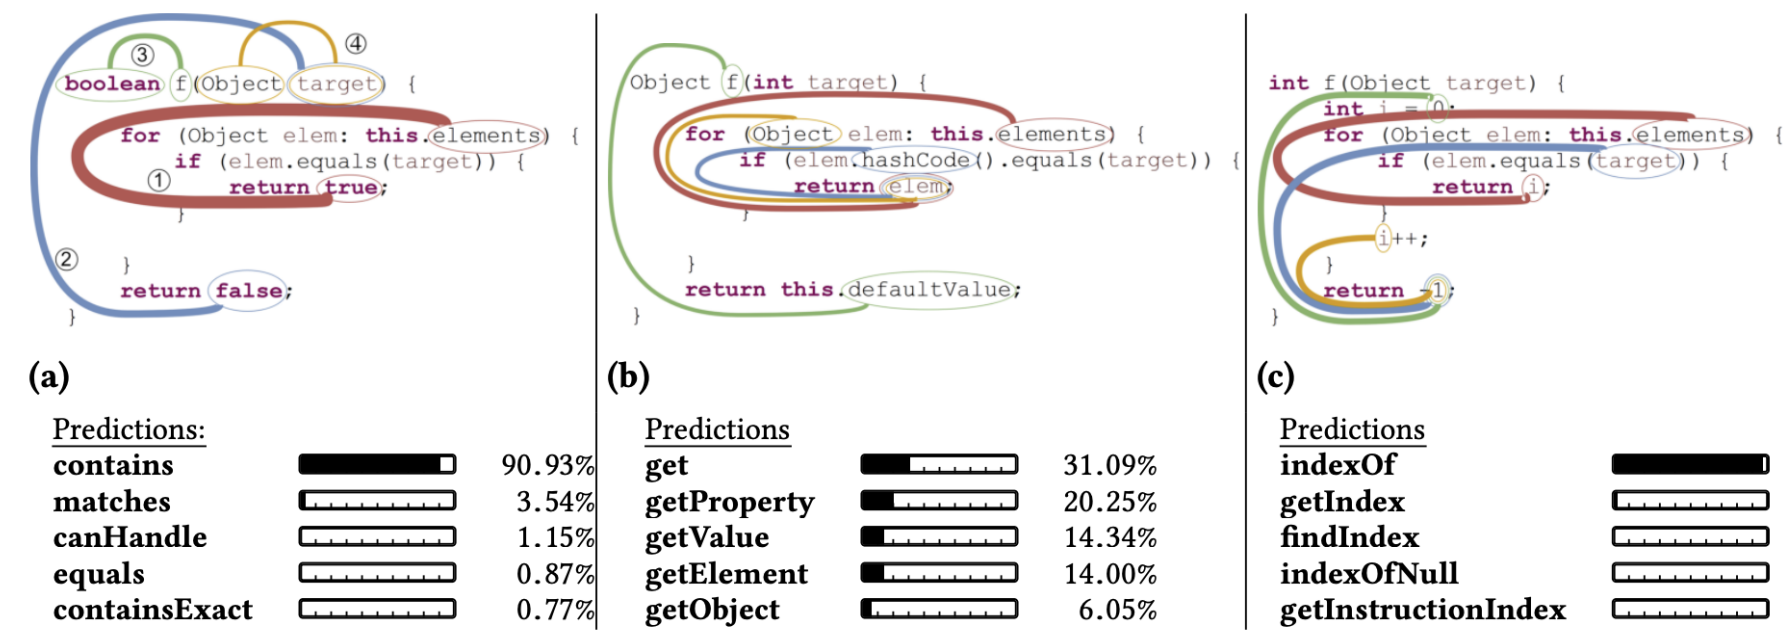 ③
④
boolean f(Object target) {
for (Object elem: this.elements) {
if (elem.equals(target)) {
①
return true;
}
②
}
return false;
}
(a)
Predictions:
contains 90.93%
matches 3.54%
canHandle 1.15%
equals 0.87%
containsExact 0.77%
Object f(int target) {
for (Object elem: this.elements) {
if (elem.hashCode().equals(target)) {
return elem;
}
}
return this.defaultValue;
}
(b)
Predictions
get 31.09%
getProperty 20.25%
getValue 14.34%
getElement 14.00%
getObject 6.05%
int f(Object target) {
int i = 0;
for (Object elem: this.elements) {
if (elem.equals(target)) {
return i;
}
i++;
}
return -1;
}
(c)
Predictions
indexOf
getIndex
findIndex
indexOfNull
getInstructionIndex